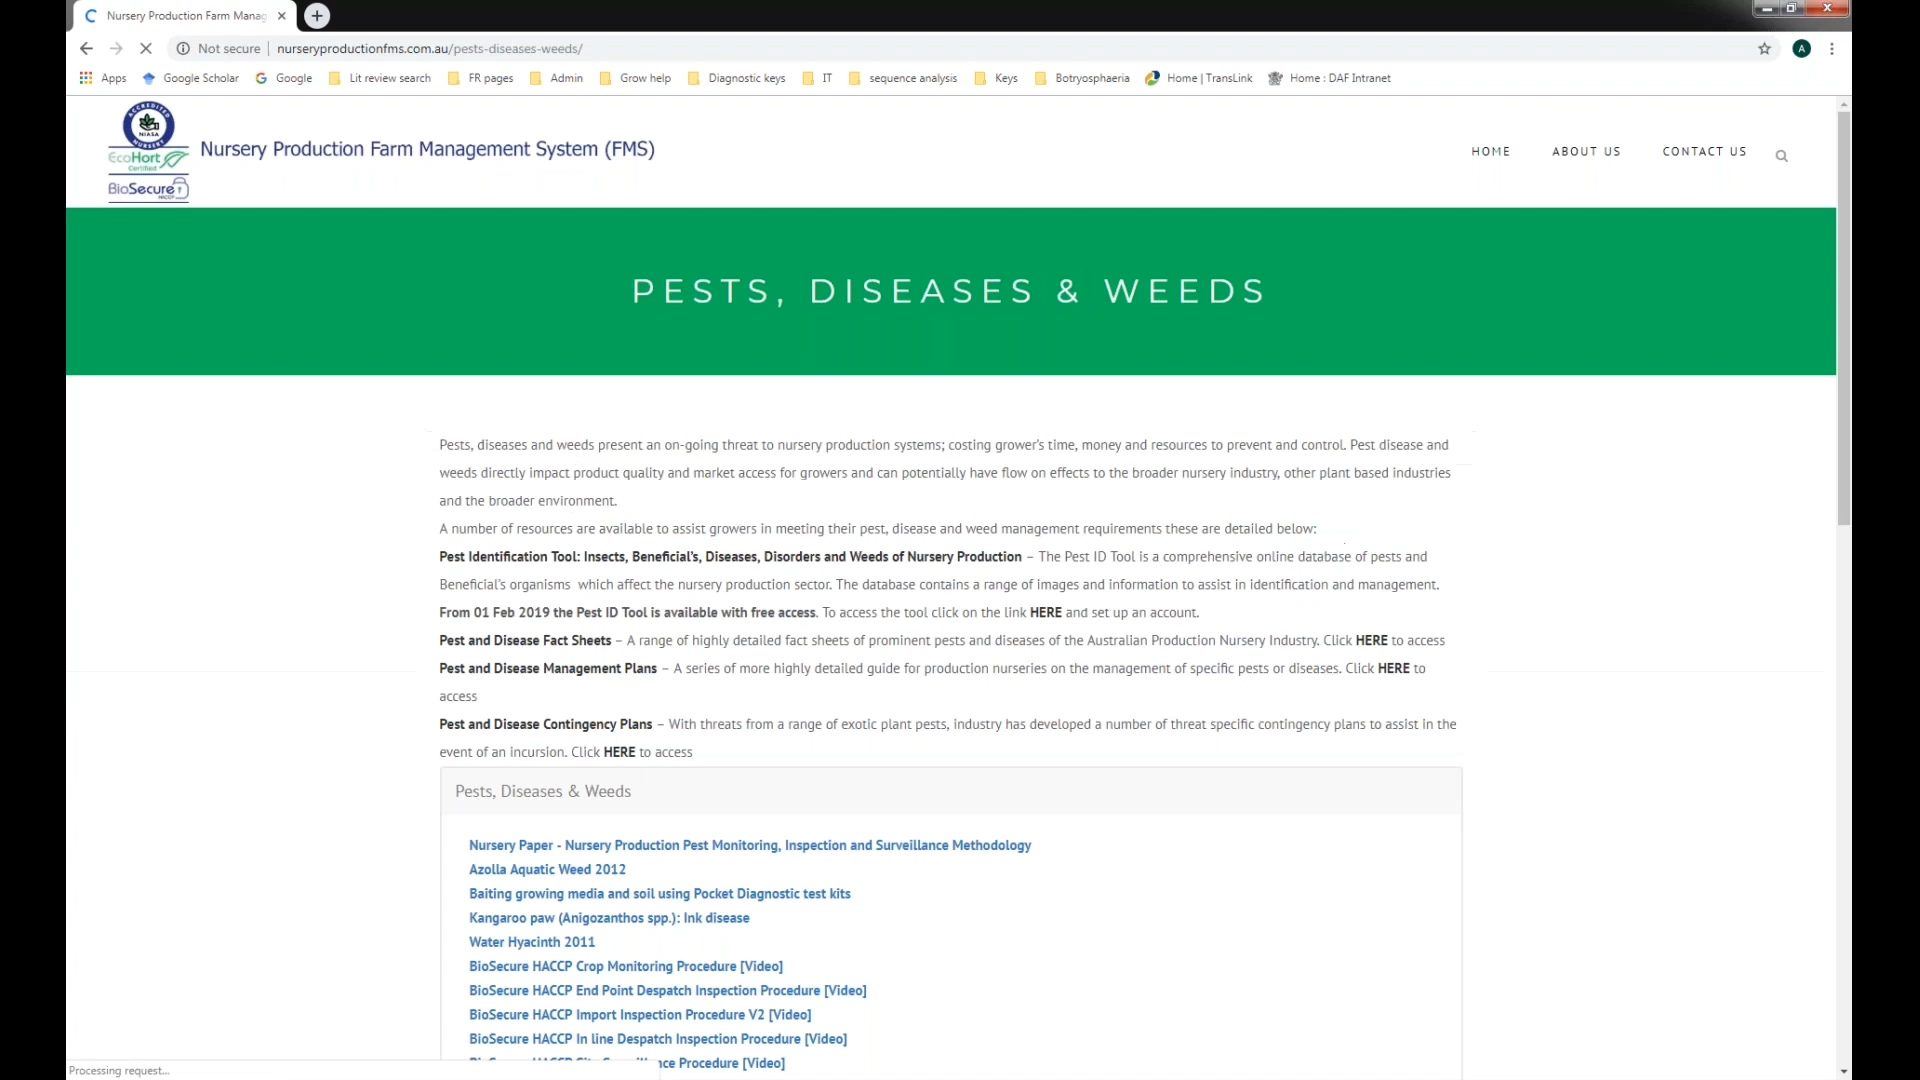 Nursery Production Farm Manag
Not secure | nurseryproductionfms.com.au/pests-diseases-weeds/
A
Apps Google Scholar Google Lit review search FR pages Admin Grow help Diagnostic keys IT sequence analysis Keys Botryosphaeria Home | TransLink Home : DAF Intranet
ACCREDITED
NIASA
NURSERY
EcoHort
Certified
BioSecure
HACCP
Nursery Production Farm Management System (FMS)
HOME ABOUT US CONTACT US
PESTS, DISEASES & WEEDS
Pests, diseases and weeds present an on-going threat to nursery production systems; costing grower's time, money and resources to prevent and control. Pest disease and
weeds directly impact product quality and market access for growers and can potentially have flow on effects to the broader nursery industry, other plant based industries
and the broader environment.
A number of resources are available to assist growers in meeting their pest, disease and weed management requirements these are detailed below:
Pest Identification Tool: Insects, Beneficial's, Diseases, Disorders and Weeds of Nursery Production – The Pest ID Tool is a comprehensive online database of pests and
Beneficial's organisms which affect the nursery production sector. The database contains a range of images and information to assist in identification and management.
From 01 Feb 2019 the Pest ID Tool is available with free access. To access the tool click on the link HERE and set up an account.
Pest and Disease Fact Sheets – A range of highly detailed fact sheets of prominent pests and diseases of the Australian Production Nursery Industry. Click HERE to access
Pest and Disease Management Plans – A series of more highly detailed guide for production nurseries on the management of specific pests or diseases. Click HERE to
access
Pest and Disease Contingency Plans – With threats from a range of exotic plant pests, industry has developed a number of threat specific contingency plans to assist in the
event of an incursion. Click HERE to access
Pests, Diseases & Weeds
Nursery Paper - Nursery Production Pest Monitoring, Inspection and Surveillance Methodology
Azolla Aquatic Weed 2012
Baiting growing media and soil using Pocket Diagnostic test kits
Kangaroo paw (Anigozanthos spp.): Ink disease
Water Hyacinth 2011
BioSecure HACCP Crop Monitoring Procedure [Video]
BioSecure HACCP End Point Despatch Inspection Procedure [Video]
BioSecure HACCP Import Inspection Procedure V2 [Video]
BioSecure HACCP In line Despatch Inspection Procedure [Video]
Procedure [Video]
Processing request...